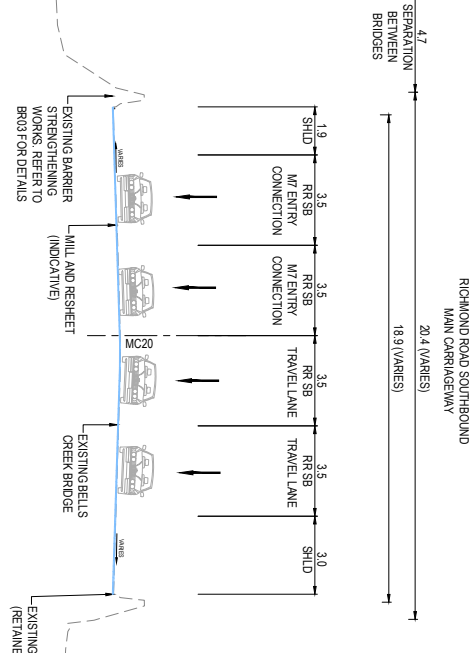 RICHMOND ROAD SOUTHBOUND
MAIN CARRIAGEWAY
20.4 (VARIES)
18.9 (VARIES)
4.7
SEPARATION
BETWEEN
BRIDGES
1.9
SHLD
3.5
RR SB
M7 ENTRY
CONNECTION
3.5
RR SB
M7 ENTRY
CONNECTION
3.5
RR SB
TRAVEL LANE
3.5
RR SB
TRAVEL LANE
3.0
SHLD
VARIES
MC20
VARIES
EXISTING BARRIER
STRENGTHENING
WORKS. REFER TO
BR03 FOR DETAILS
MILL AND RESHEET
(INDICATIVE)
EXISTING BELLS
CREEK BRIDGE
EXISTING
(RETAINE